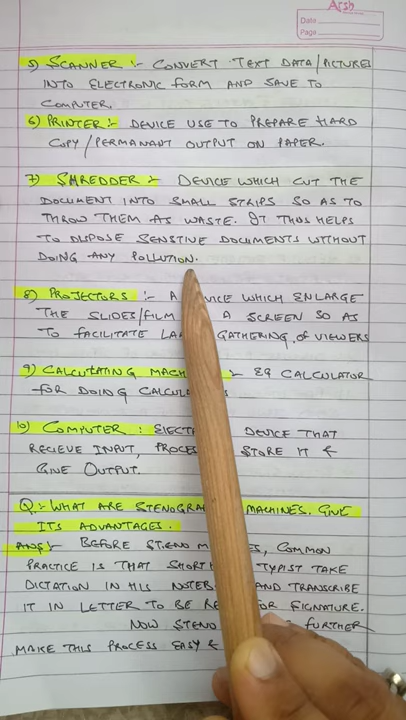 Arsh
Date
Page
5) SCANNER :- CONVERT TEXT DATA/PICTURES
INTO ELECTRONIC FORM AND SAVE TO
COMPUTER.
6) PRINTER:- DEVICE USE TO PREPARE HARD
COPY/PERMANANT OUTPUT ON PAPER.
7) SHREDDER :- DEVICE WHICH CUT THE
DOCUMENT INTO SMALL STRIPS SO AS TO
THROW THEM AS WASTE. IT THUS HELPS
TO DISPOSE SENSTIVE DOCUMENTS WITHOUT
DOING ANY POLLUTION.
8) PROJECTORS :- A WHICH ENLARGE
THE SLIDES/FILM A SCREEN SO AS
TO FACILITATE GATHERING OF VIEWERS
9) CALCULATING :- EG CALCULATOR
FOR DOING
10) COMPUTER : DEVICE THAT
RECIEVE INPUT, STORE IT &
GIVE OUTPUT.
Q:- WHAT ARE MACHINES. GIVE
ITS ADVANTAGES.
Ans:- BEFORE STENO COMMON
PRACTICE IS THAT TYPIST TAKE
DICTATION IN HIS AND TRANSCRIBE
IT IN LETTER TO BE FOR SIGNATURE.
NOW STENO FURTHER
MAKE THIS PROCESS EASY &